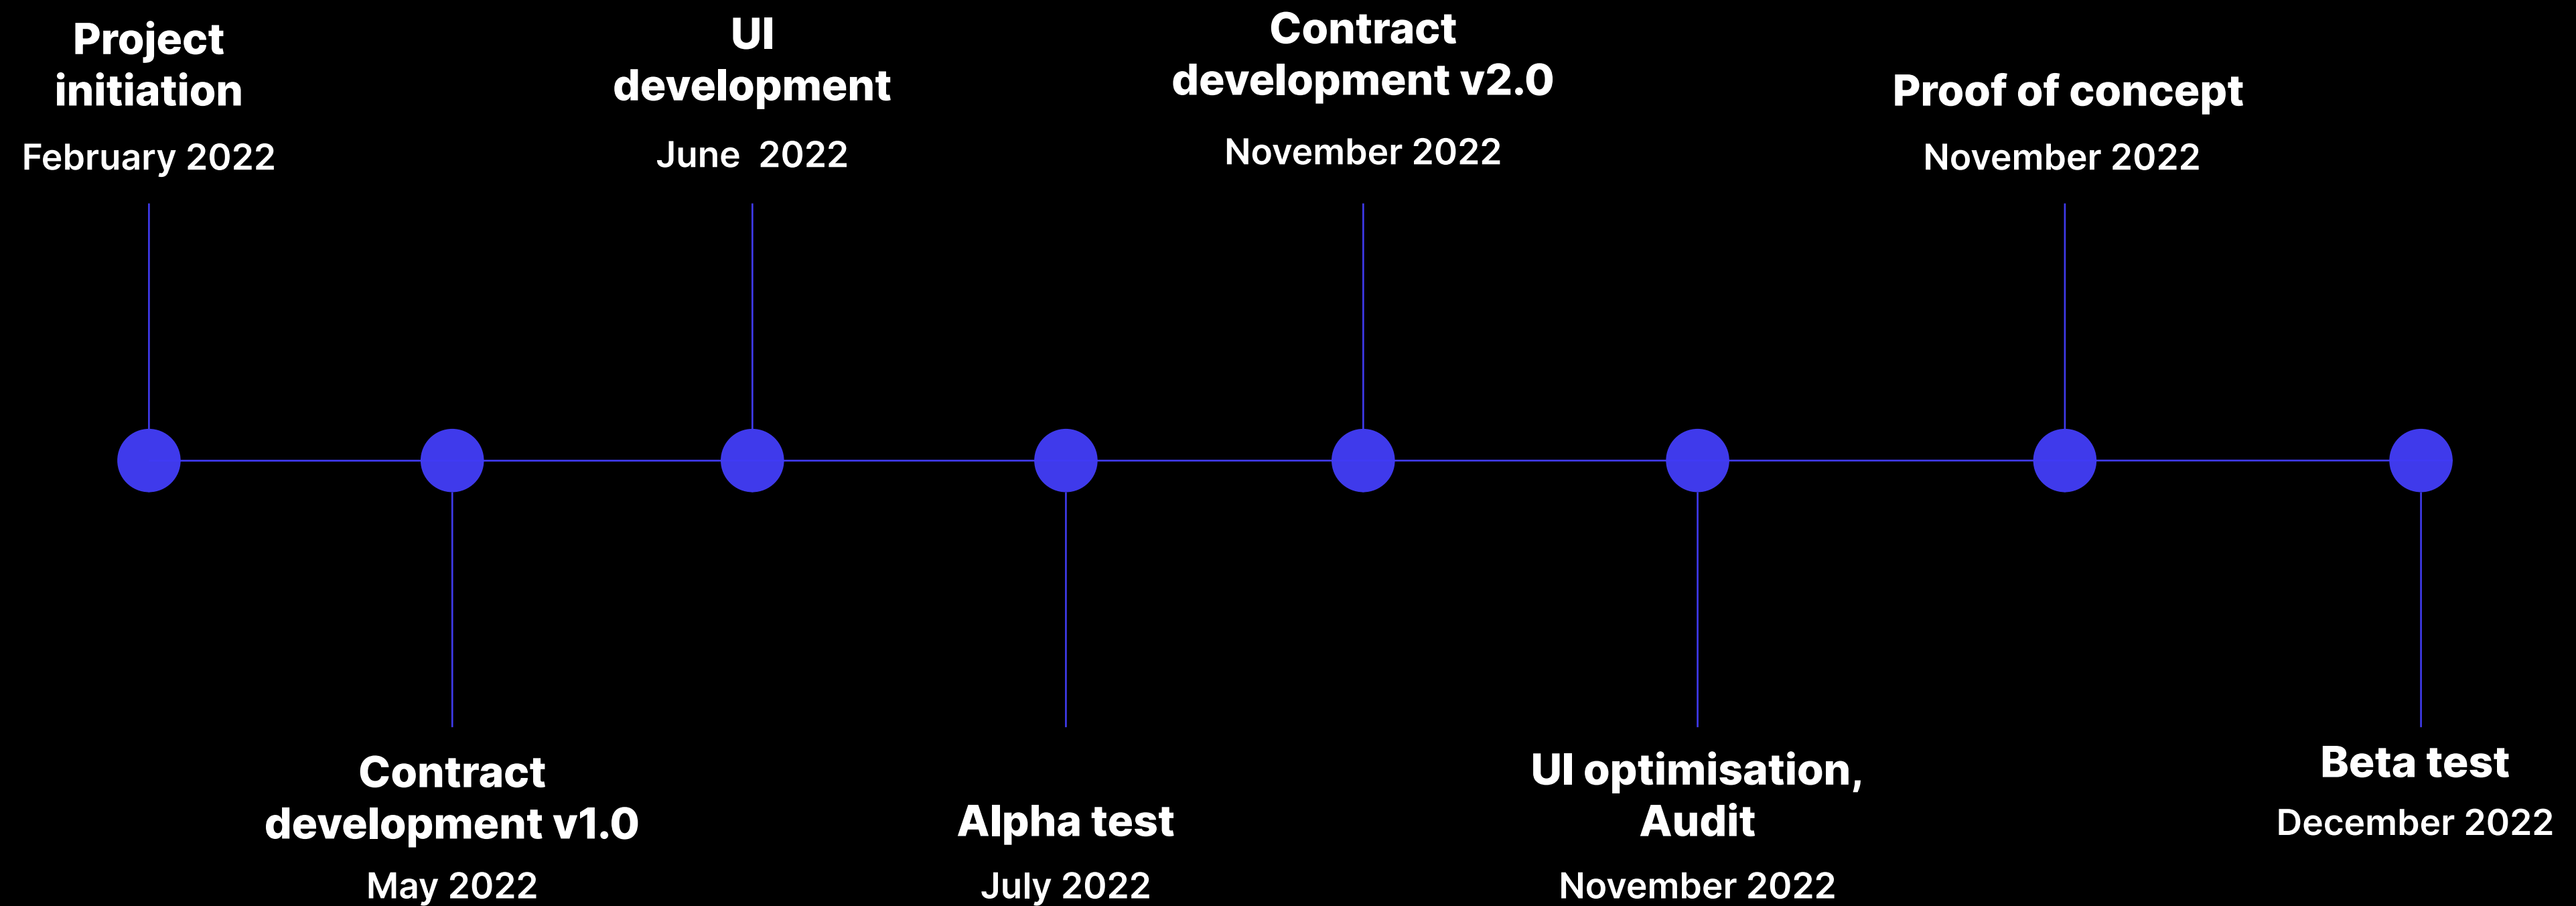 Project
initiation
February 2022
Contract
development v1.0
May 2022
UI
development
June  2022
Alpha test
July 2022
Contract
development v2.0
November 2022
UI optimisation,
Audit
November 2022
Proof of concept
November 2022
Beta test
December 2022